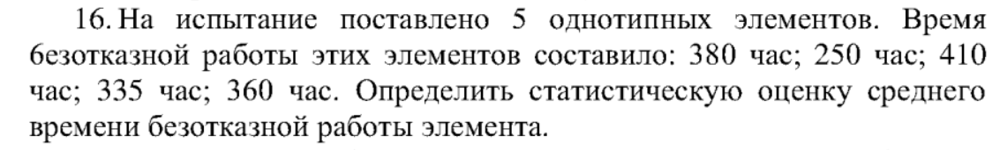 16. На испытание поставлено 5 однотипных элементов. Время
безотказной работы этих элементов составило: 380 час; 250 час; 410
час; 335 час; 360 час. Определить статистическую оценку среднего
времени безотказной работы элемента.